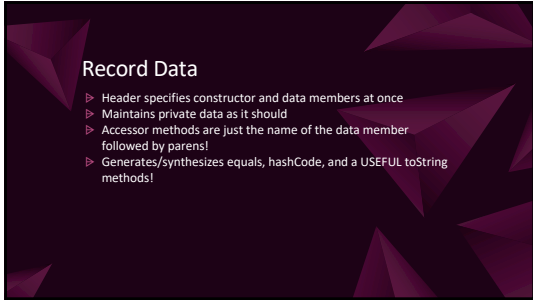 Record Data
Header specifies constructor and data members at once
Maintains private data as it should
Accessor methods are just the name of the data member
followed by parens!
Generates/synthesizes equals, hashCode, and a USEFUL toString
methods!